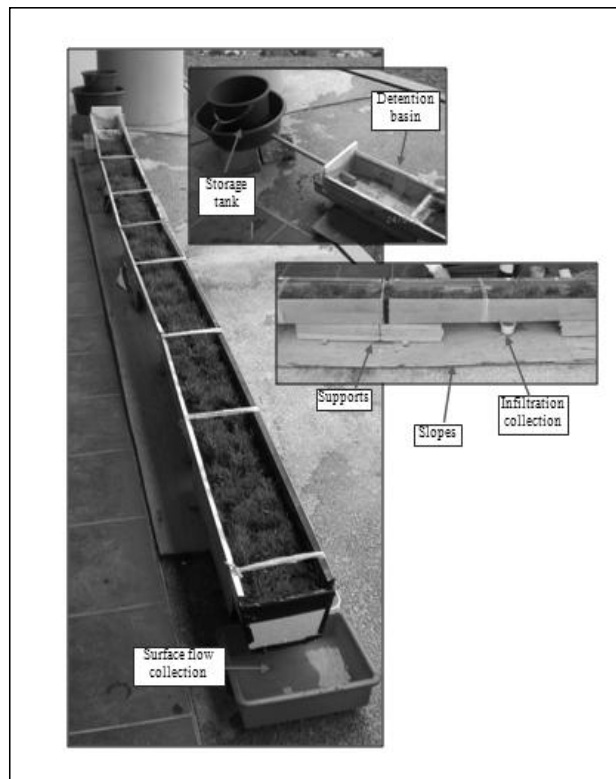 Detention
basin
Storage
tank
Supports
Slopes
Infiltration
collection
Surface flow
collection